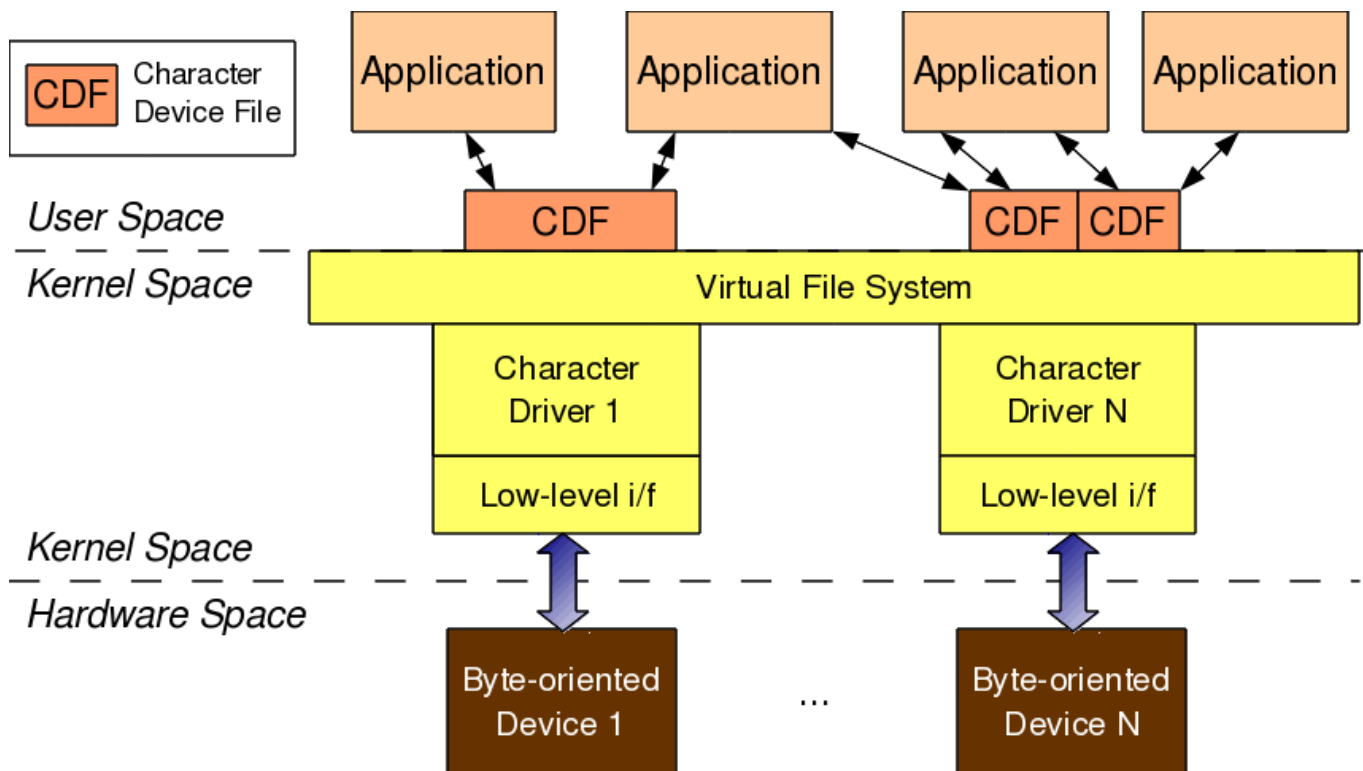 CDF
Character
Device File
Application
Application
Application
Application
User Space
CDF
CDF
CDF
Kernel Space
Virtual File System
Character
Driver 1
Character
Driver N
Low-level i/f
Low-level i/f
Kernel Space
Hardware Space
Byte-oriented
Device 1
...
Byte-oriented
Device N